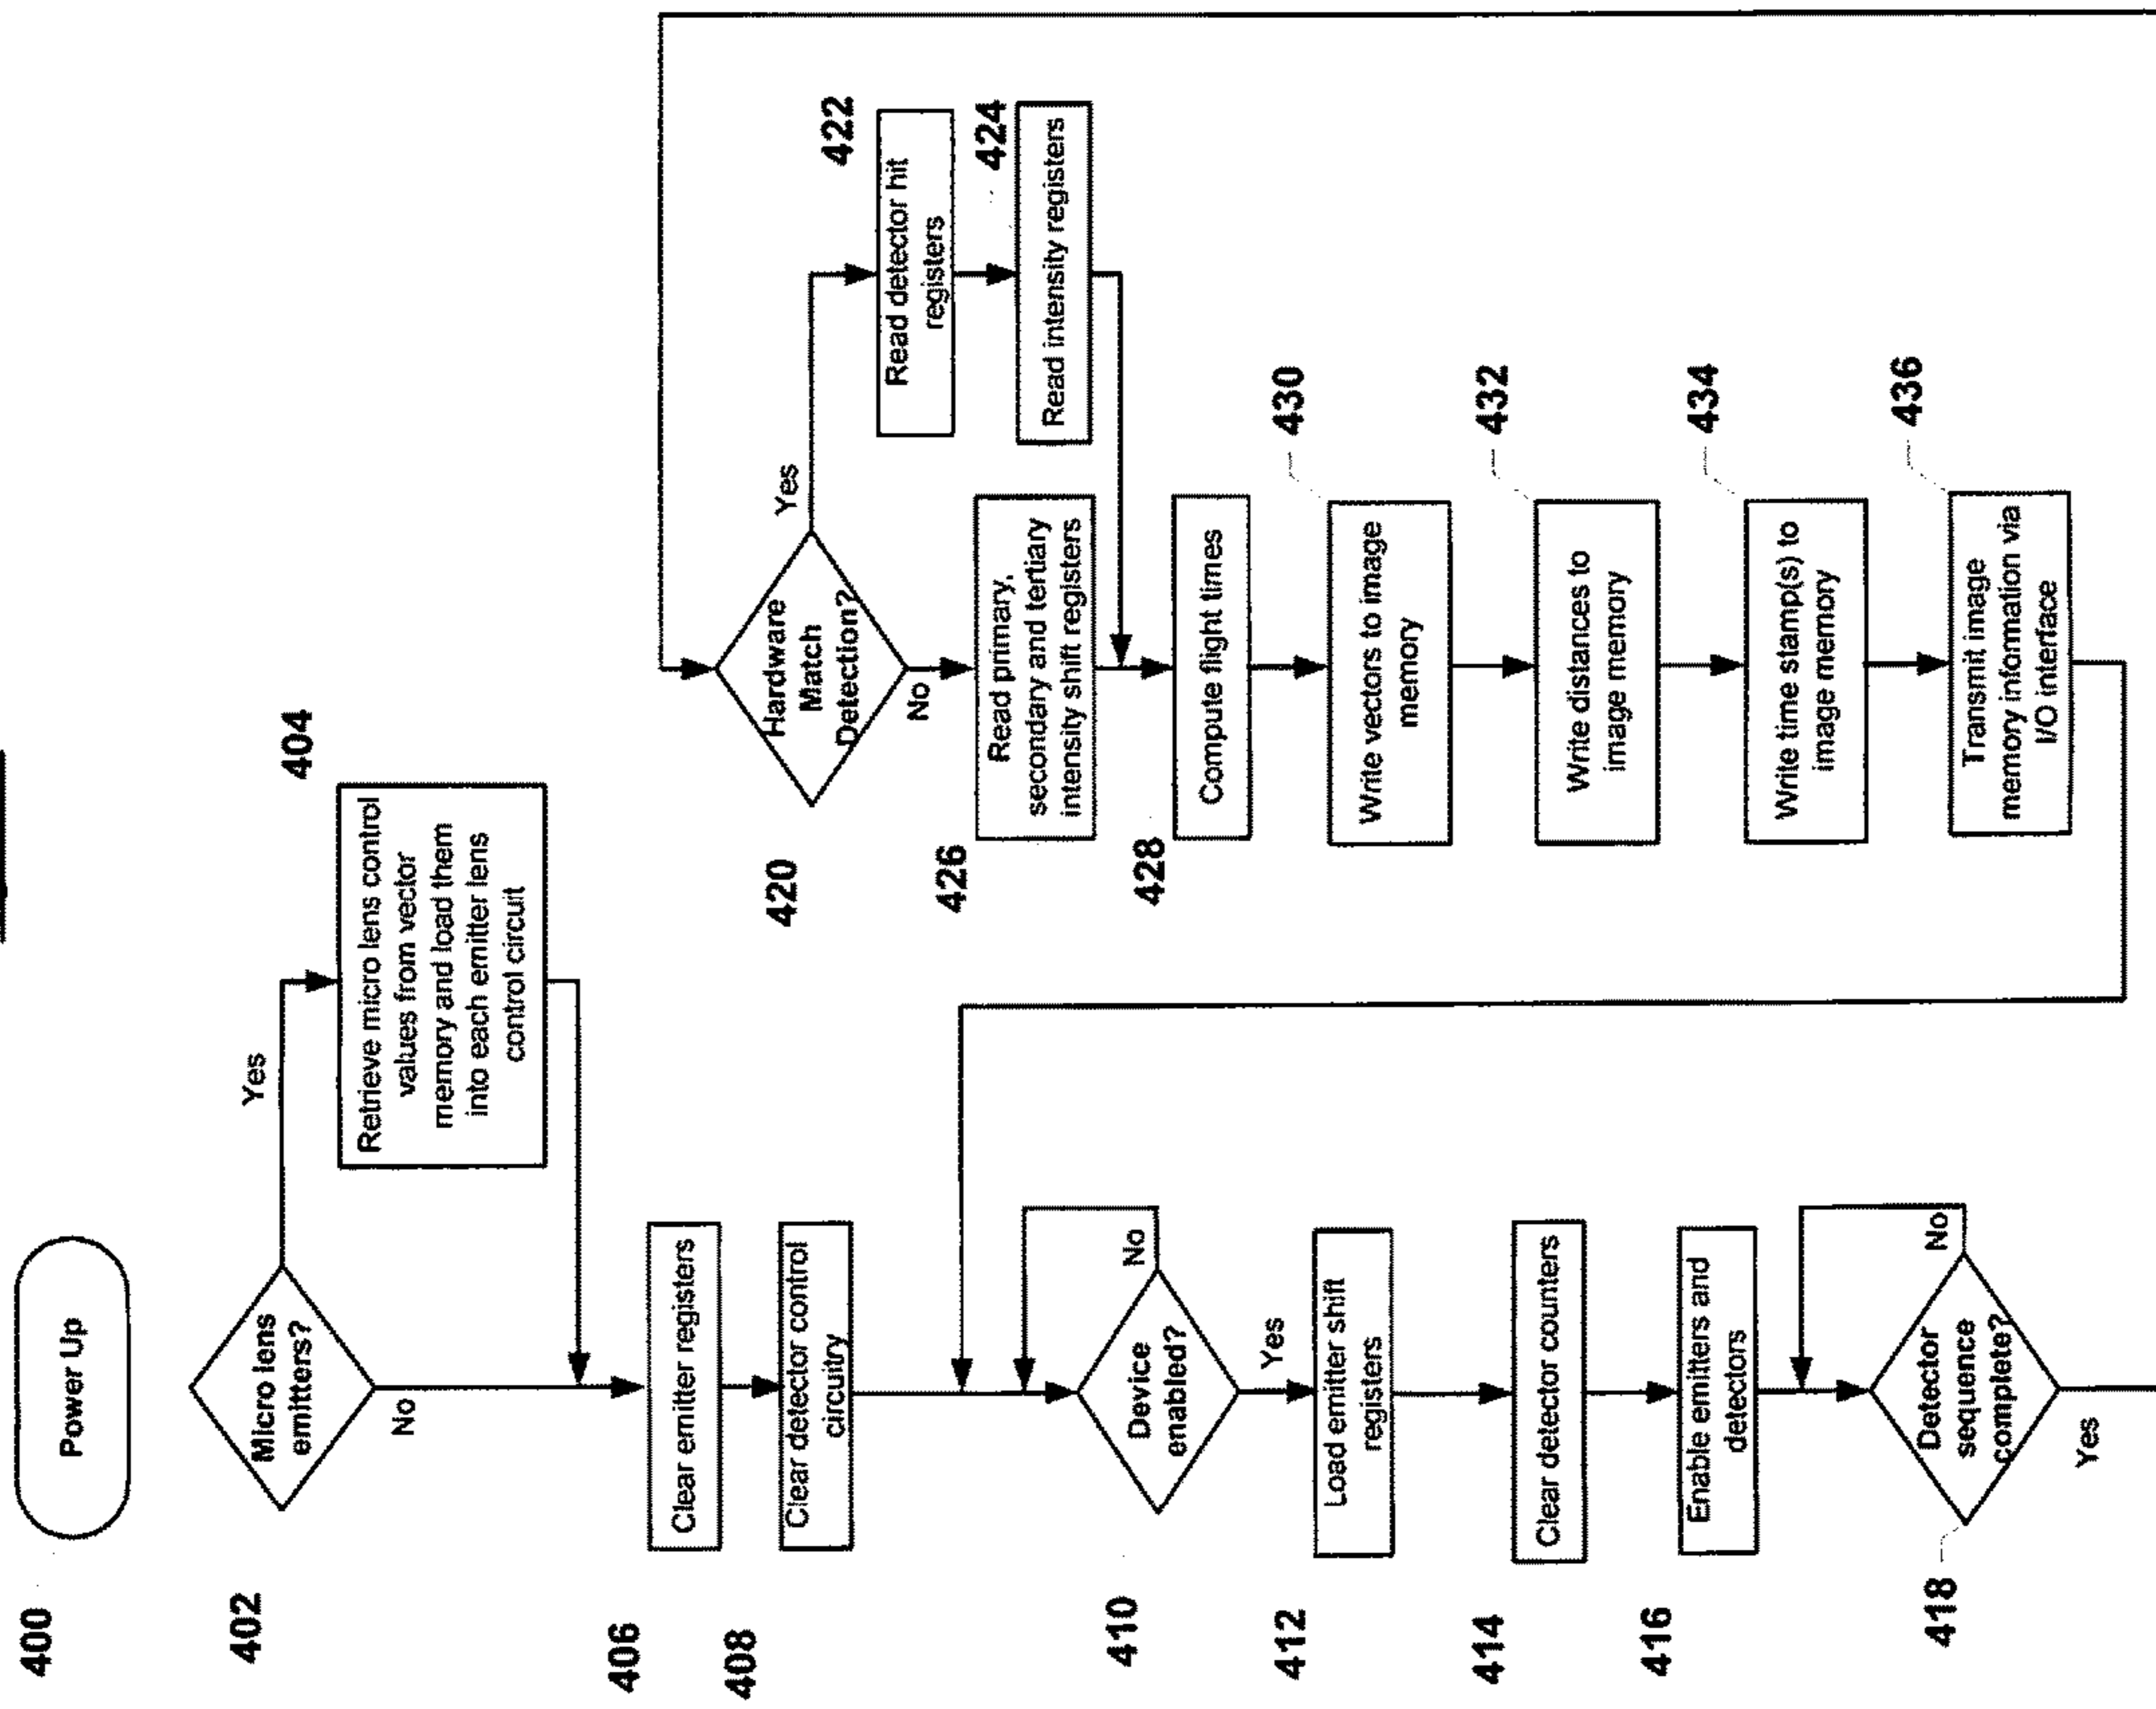 400
Power Up
402
Micro lens
emitters?
Yes
No
404
Retrieve micro lens control
values from vector
memory and load them
into each emitter lens
control circuit
406
Clear emitter registers
408
Clear detector control
circuitry
410
Device
enabled?
No
Yes
412
Load emitter shift
registers
414
Clear detector counters
416
Enable emitters and
detectors
418
Detector
sequence
complete?
No
Yes
420
Hardware
Match
Detection?
Yes
No
422
Read detector hit
registers
424
Read intensity registers
426
Read primary,
secondary and tertiary
intensity shift registers
428
Compute flight times
430
Write vectors to image
memory
432
Write distances to
image memory
434
Write time stamp(s) to
image memory
436
Transmit image
memory information via
I/O interface